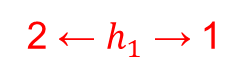 2 ← h₁ → 1